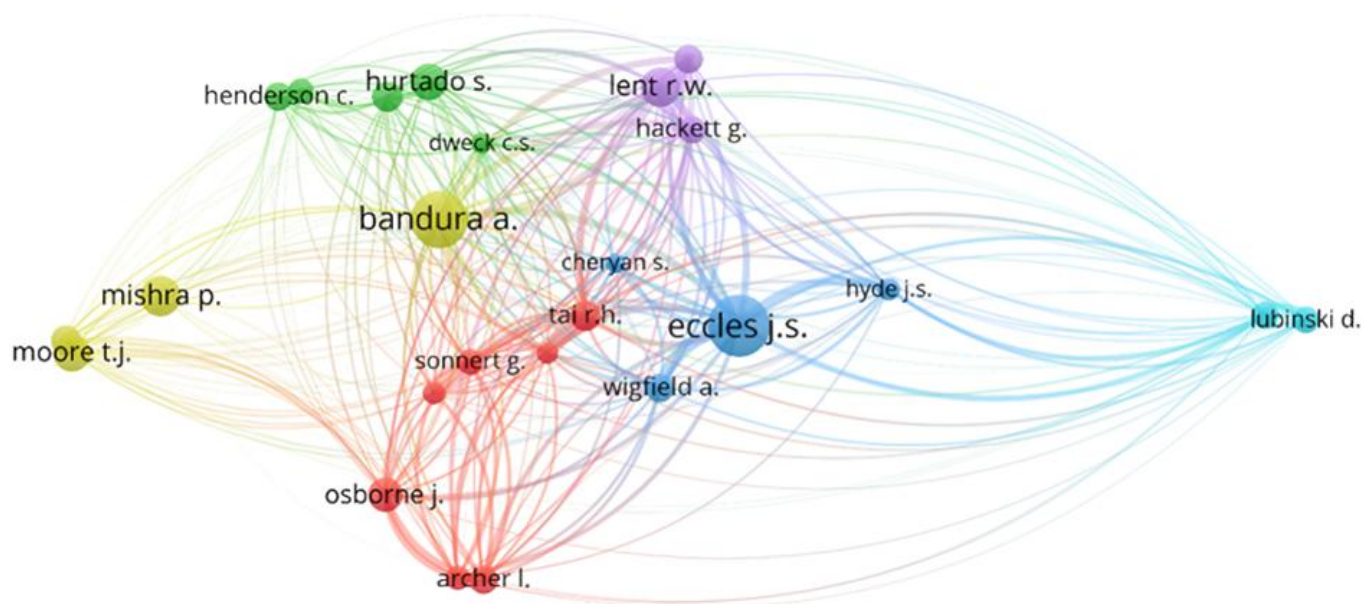 lent r.w.
hurtado s.
henderson c.
hackett g.
dweck c.s.
bandura a.
cheryan s.
hyde j.s.
mishra p.
tai r.h.
lubinski d.
eccles j.s.
moore t.j.
sonnert g.
wigfield a.
osborne j.
archer l.